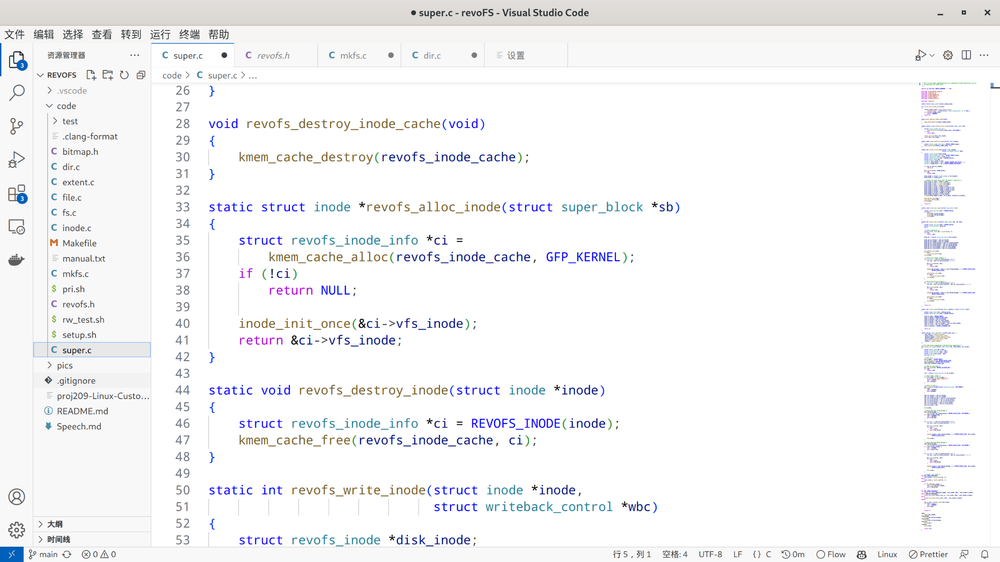 ● super.c - revoFS - Visual Studio Code
文件 编辑 选择 查看 转到 运行 终端 帮助
资源管理器
super.c
revofs.h
mkfs.c
dir.c
设置
code > C super.c > ...
REVOFS
.vscode
code
test
.clang-format
bitmap.h
dir.c
extent.c
file.c
fs.c
inode.c
Makefile
manual.txt
mkfs.c
pri.sh
revofs.h
rw_test.sh
setup.sh
super.c
pics
.gitignore
proj209-Linux-Custo...
README.md
Speech.md
大纲
时间线
3
3
26 }
27
28 void revofs_destroy_inode_cache(void)
29 {
30 kmem_cache_destroy(revofs_inode_cache);
31 }
32
33 static struct inode *revofs_alloc_inode(struct super_block *sb)
34 {
35 struct revofs_inode_info *ci =
36 kmem_cache_alloc(revofs_inode_cache, GFP_KERNEL);
37 if (!ci)
38 return NULL;
39
40 inode_init_once(&ci->vfs_inode);
41 return &ci->vfs_inode;
42 }
43
44 static void revofs_destroy_inode(struct inode *inode)
45 {
46 struct revofs_inode_info *ci = REVOFS_INODE(inode);
47 kmem_cache_free(revofs_inode_cache, ci);
48 }
49
50 static int revofs_write_inode(struct inode *inode,
51 struct writeback_control *wbc)
52 {
53 struct revofs_inode *disk_inode;
main 0 0 行 5，列 1 空格: 4 UTF-8 LF {} C 0m Flow Linux Prettier